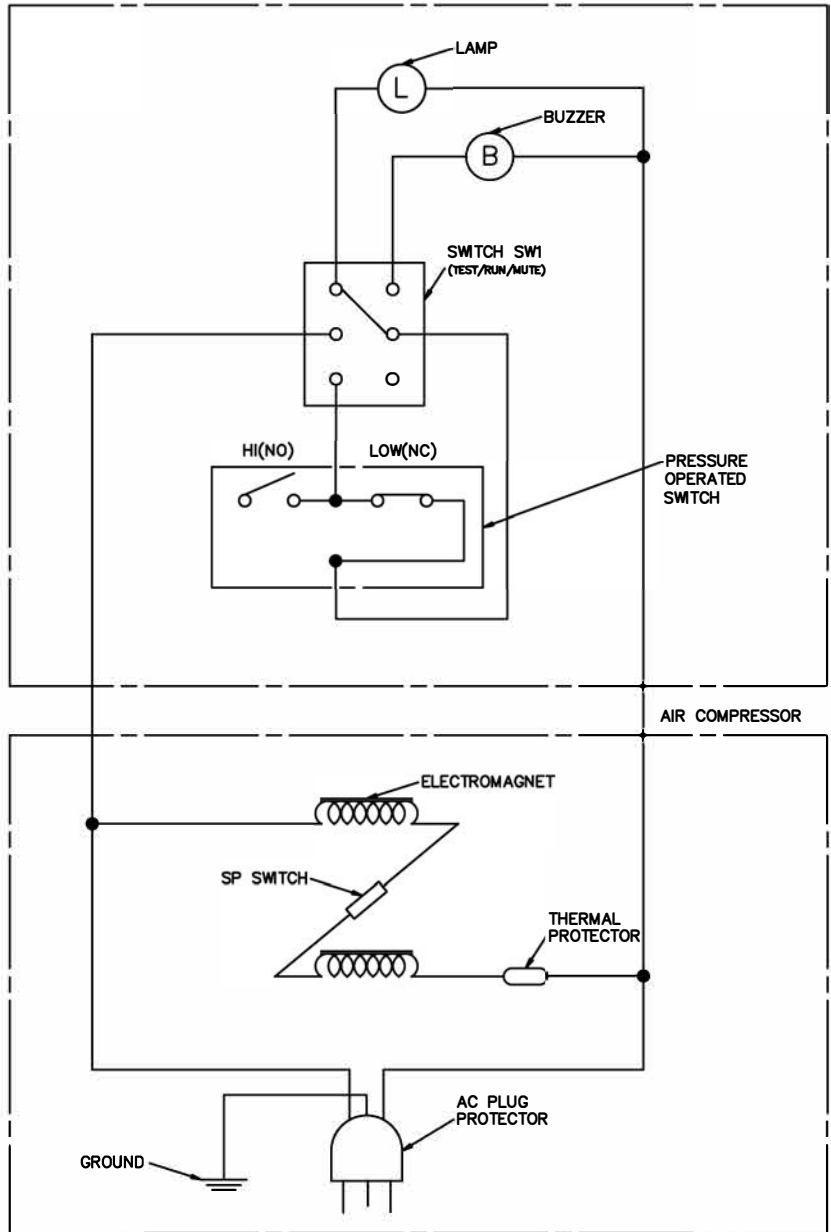 LAMP
L
BUZZER
B
SWITCH SW1
(TEST/RUN/MUTE)
HI(NO)
LOW(NC)
PRESSURE
OPERATED
SWITCH
AIR COMPRESSOR
ELECTROMAGNET
SP SWITCH
THERMAL
PROTECTOR
AC PLUG
PROTECTOR
GROUND